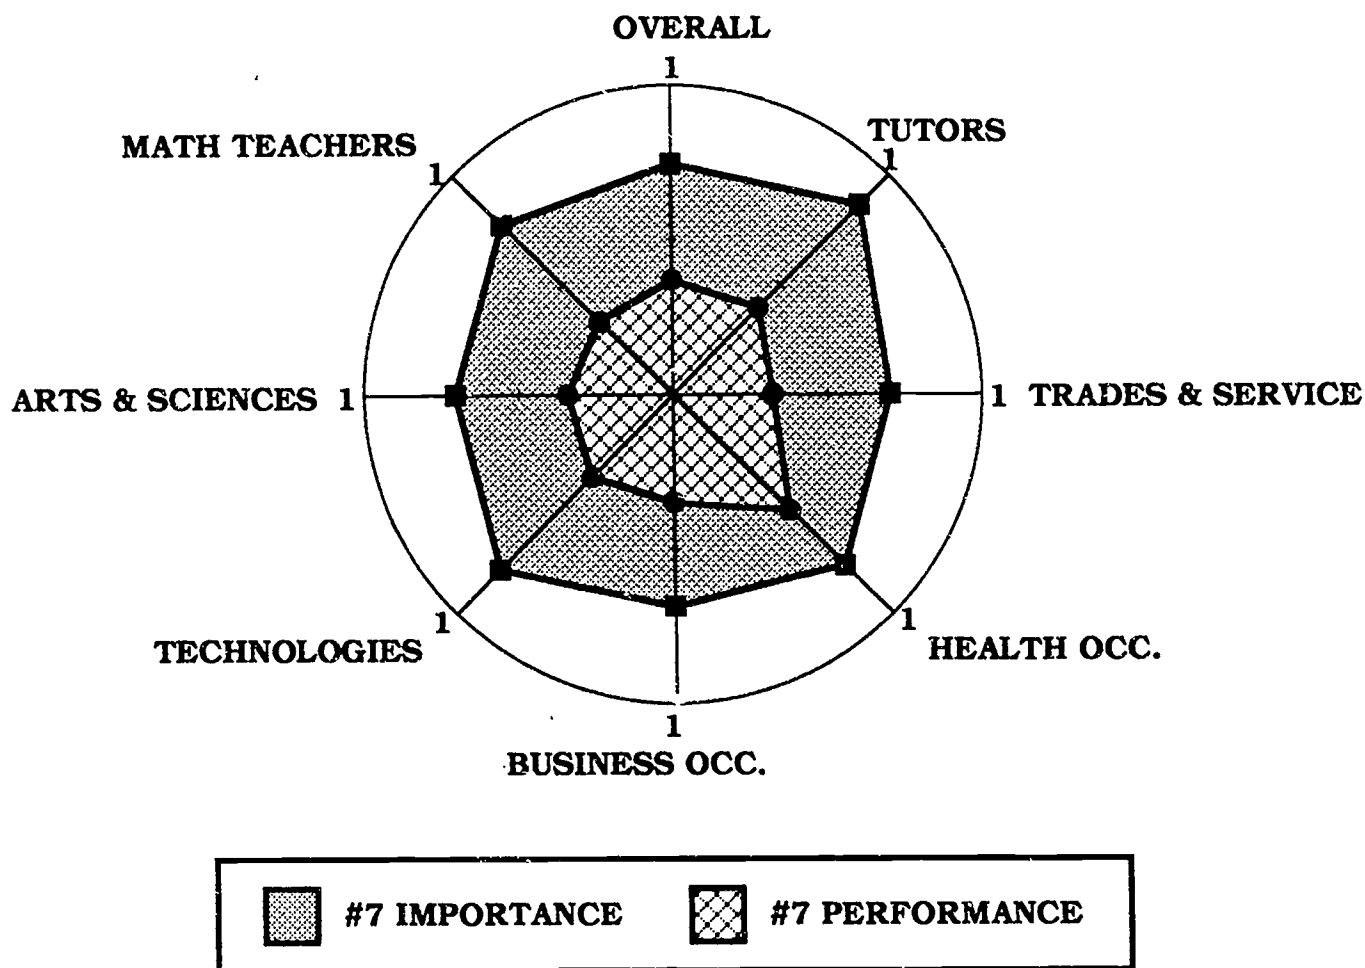 OVERALL
1
TUTORS
1
MATH TEACHERS
1
ARTS & SCIENCES 1
1 TRADES & SERVICE
1
TECHNOLOGIES
1
HEALTH OCC.
1
BUSINESS OCC.
#7 IMPORTANCE
#7 PERFORMANCE